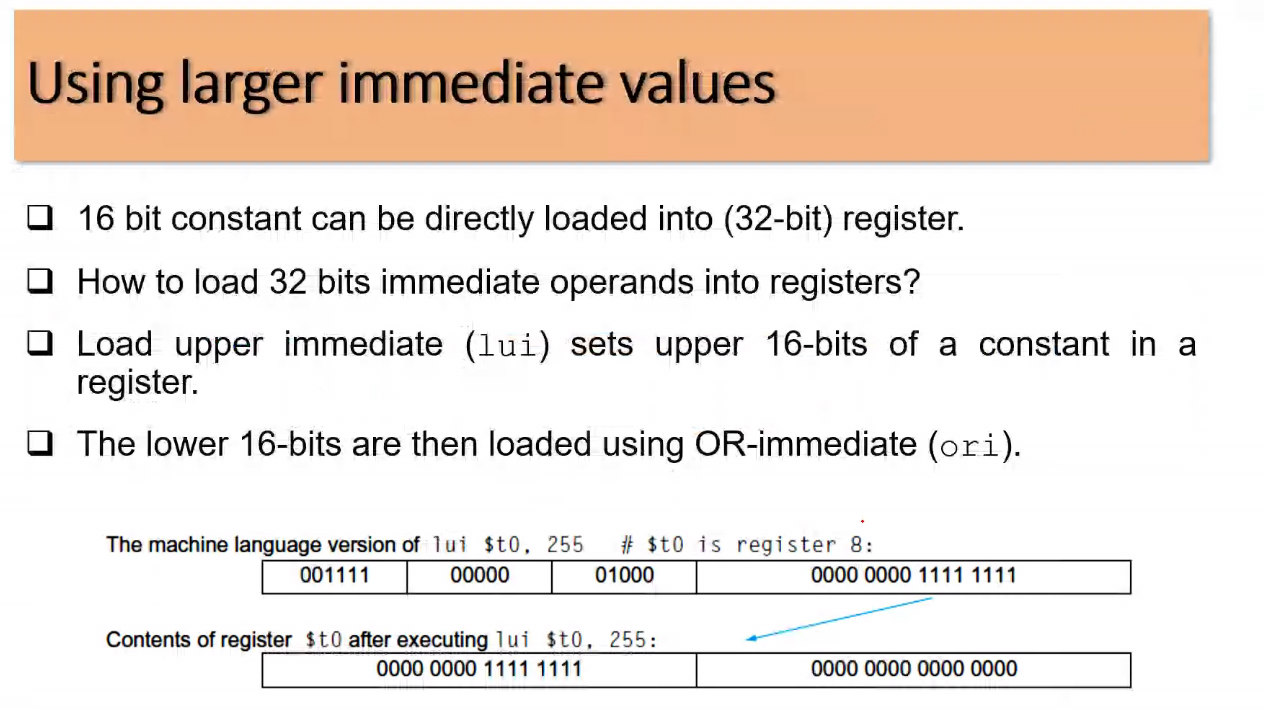 Using larger immediate values
❑ 16 bit constant can be directly loaded into (32-bit) register.
❑ How to load 32 bits immediate operands into registers?
❑ Load upper immediate (lui) sets upper 16-bits of a constant in a
register.
❑ The lower 16-bits are then loaded using OR-immediate (ori).
The machine language version of lui $t0, 255 # $t0 is register 8:
001111 00000 01000 0000 0000 1111 1111
Contents of register $t0 after executing lui $t0, 255:
0000 0000 1111 1111 0000 0000 0000 0000